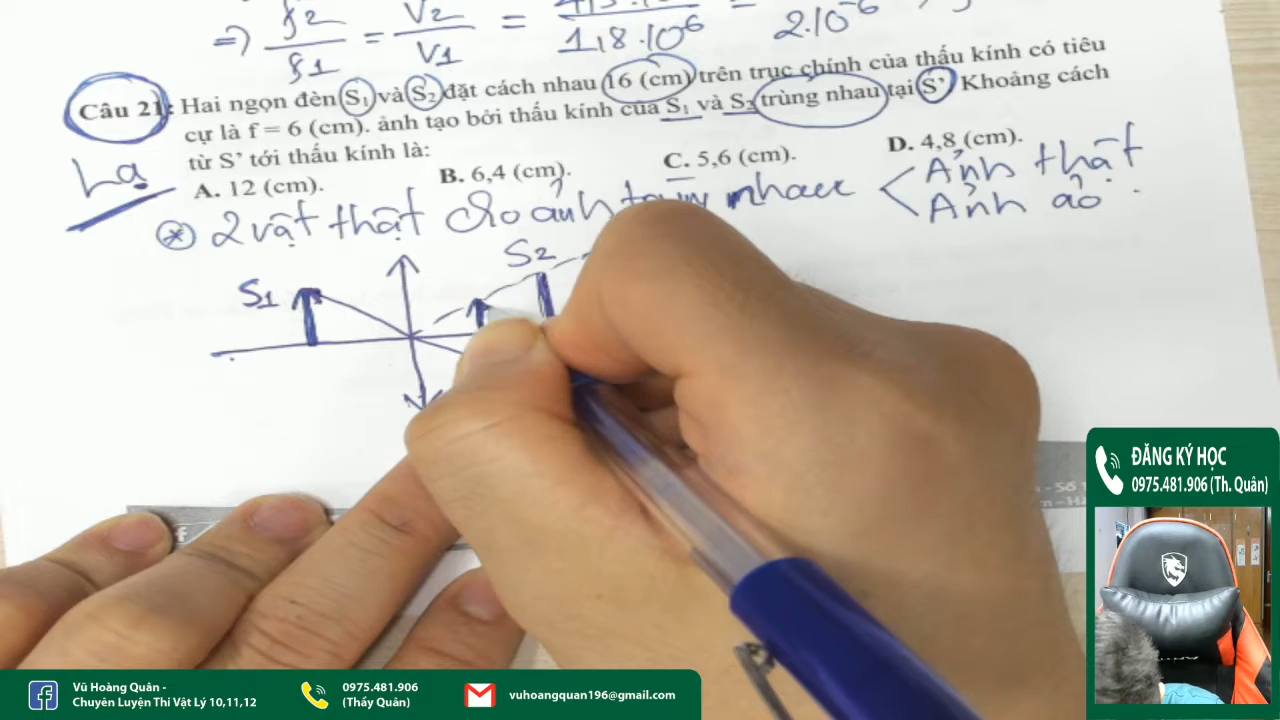 => f2/f1 = V2/V1 = 1,8.10⁶ = 2.10⁻⁶
Câu 21: Hai ngọn đèn S₁ và S₂ đặt cách nhau 16 (cm) trên trục chính của thấu kính có tiêu
cự là f = 6 (cm). ảnh tạo bởi thấu kính của S₁ và S₂ trùng nhau tại S' Khoảng cách
từ S' tới thấu kính là:
A. 12 (cm). B. 6,4 (cm). C. 5,6 (cm). D. 4,8 (cm).
* 2 vật thật cho ảnh nhau < Ảnh thật
Ảnh ảo
S1
S2
f
ĐĂNG KÝ HỌC
0975.481.906 (Th. Quân)
Vũ Hoàng Quân -
Chuyên Luyện Thi Vật Lý 10,11,12
0975.481.906
(Thầy Quân)
vuhoangquan196@gmail.com